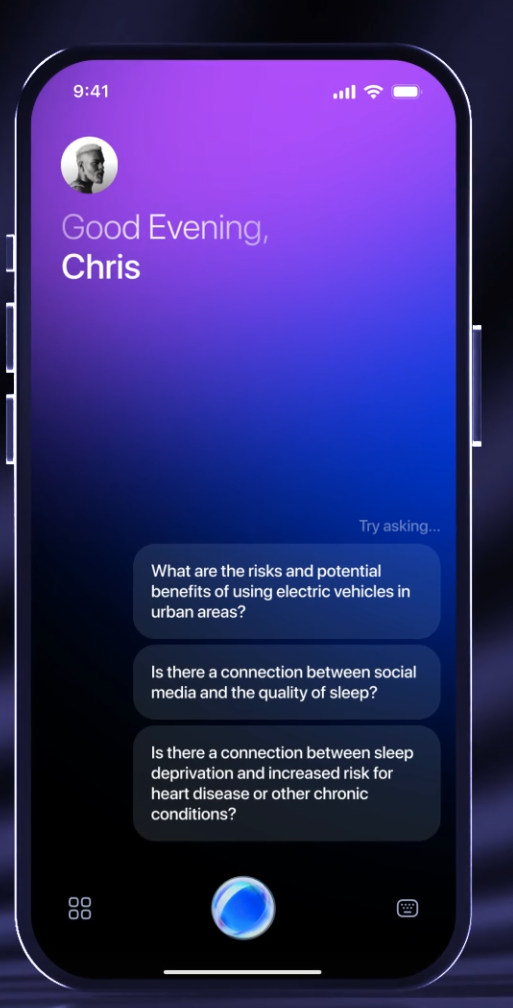 9:41
Good Evening,
Chris
Try asking...
What are the risks and potential
benefits of using electric vehicles in
urban areas?
Is there a connection between social
media and the quality of sleep?
Is there a connection between sleep
deprivation and increased risk for
heart disease or other chronic
conditions?